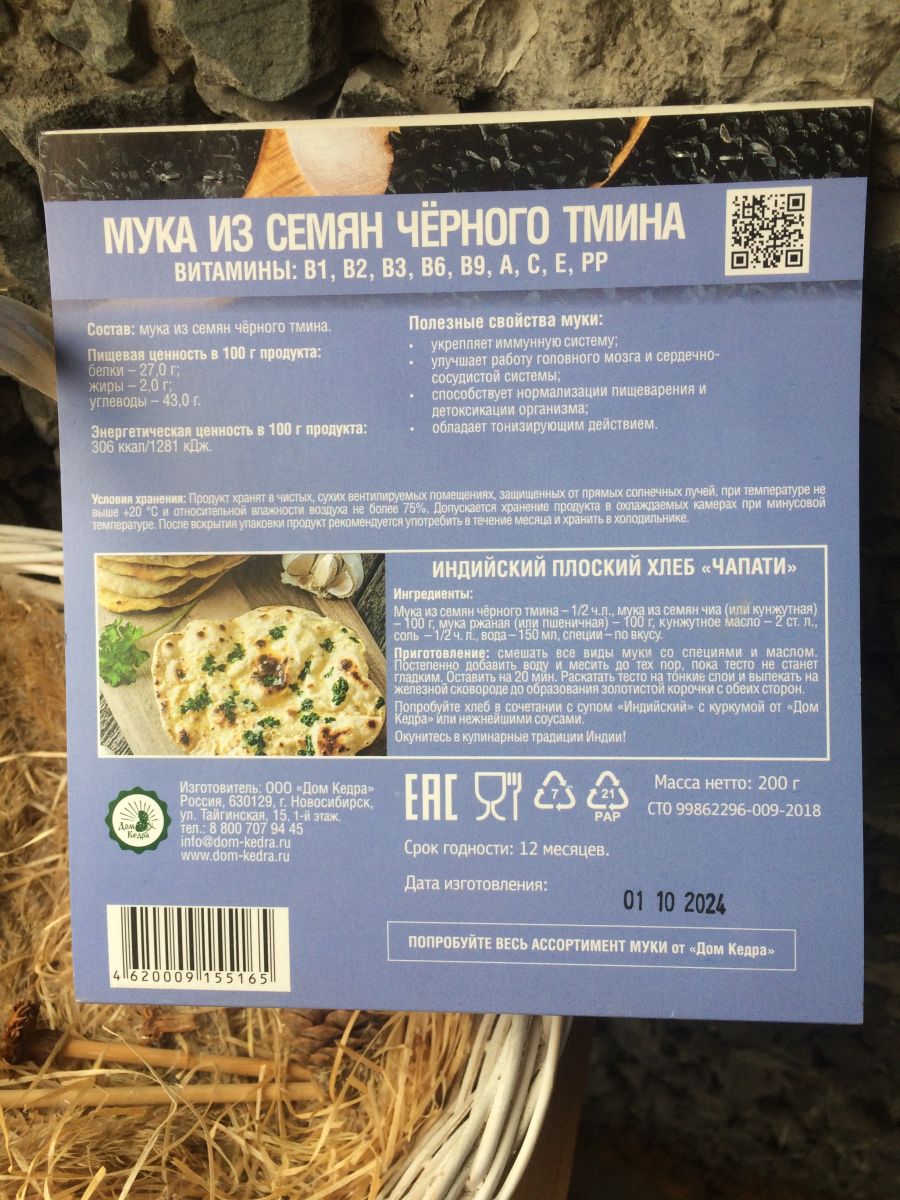 МУКА ИЗ СЕМЯН ЧЁРНОГО ТМИНА
ВИТАМИНЫ: В1, В2, В3, В6, В9, А, С, Е, РР
Состав: мука из семян чёрного тмина.
Пищевая ценность в 100 г продукта:
белки – 27,0 г;
жиры – 2,0 г;
углеводы – 43,0 г.
Энергетическая ценность в 100 г продукта:
306 ккал/1281 кДж.
Полезные свойства муки:
• укрепляет иммунную систему;
• улучшает работу головного мозга и сердечно-
сосудистой системы;
• способствует нормализации пищеварения и
детоксикации организма;
• обладает тонизирующим действием.
Условия хранения: Продукт хранят в чистых, сухих вентилируемых помещениях, защищенных от прямых солнечных лучей, при температуре не
выше +20 °С и относительной влажности воздуха не более 75%. Допускается хранение продукта в охлаждаемых камерах при минусовой
температуре. После вскрытия упаковки продукт рекомендуется употребить в течение месяца и хранить в холодильнике.
ИНДИЙСКИЙ ПЛОСКИЙ ХЛЕБ «ЧАПАТИ»
Ингредиенты:
Мука из семян чёрного тмина – 1/2 ч.л., мука из семян чиа (или кунжутная)
– 100 г, мука ржаная (или пшеничная) – 100 г, кунжутное масло – 2 ст. л.,
соль – 1/2 ч. л., вода – 150 мл, специи – по вкусу.
Приготовление: смешать все виды муки со специями и маслом.
Постепенно добавить воду и месить до тех пор, пока тесто не станет
гладким. Оставить на 20 мин. Раскатать тесто на тонкие слои и выпекать на
железной сковороде до образования золотистой корочки с обеих сторон.
Попробуйте хлеб в сочетании с супом «Индийский» с куркумой от «Дом
Кедра» или нежнейшими соусами.
Окунитесь в кулинарные традиции Индии!
Дом
Кедра
Изготовитель: ООО «Дом Кедра»
Россия, 630129, г. Новосибирск,
ул. Тайгинская, 15, 1-й этаж.
тел.: 8 800 707 94 45
info@dom-kedra.ru
www.dom-kedra.ru
EAC
7
21
PAP
Масса нетто: 200 г
СТО 99862296-009-2018
Срок годности: 12 месяцев.
Дата изготовления:
01 10 2024
ПОПРОБУЙТЕ ВЕСЬ АССОРТИМЕНТ МУКИ от «Дом Кедра»
4 620009 155165